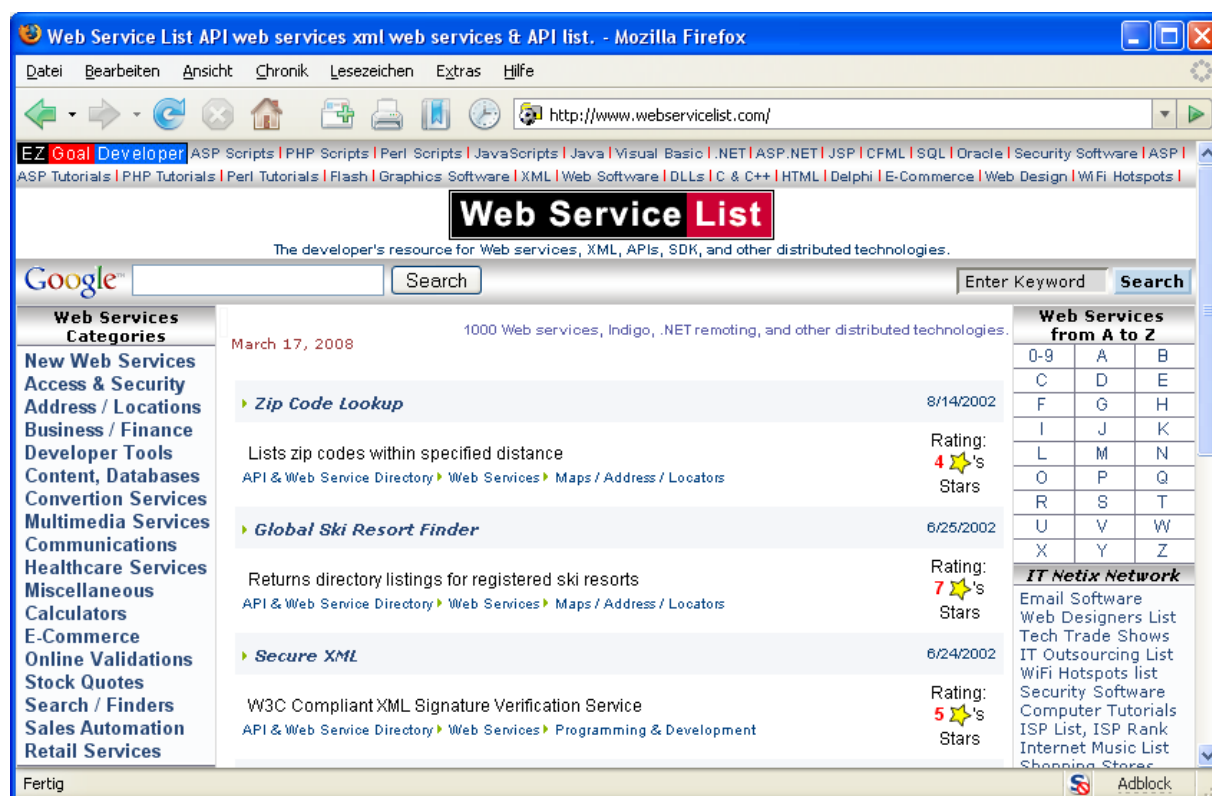 Web Service List API web services xml web services & API list. - Mozilla Firefox
Datei Bearbeiten Ansicht Chronik Lesezeichen Extras Hilfe
http://www.webservicelist.com/
EZ Goal Developer ASP Scripts | PHP Scripts | Perl Scripts | JavaScripts | Java | Visual Basic | .NET | ASP.NET | JSP | CFML | SQL | Oracle | Security Software | ASP |
ASP Tutorials | PHP Tutorials | Perl Tutorials | Flash | Graphics Software | XML | Web Software | DLLs | C & C++ | HTML | Delphi | E-Commerce | Web Design | WiFi Hotspots |
Web Service List
The developer's resource for Web services, XML, APIs, SDK, and other distributed technologies.
Google™ Search Enter Keyword Search
Web Services
Categories
New Web Services
Access & Security
Address / Locations
Business / Finance
Developer Tools
Content, Databases
Convertion Services
Multimedia Services
Communications
Healthcare Services
Miscellaneous
Calculators
E-Commerce
Online Validations
Stock Quotes
Search / Finders
Sales Automation
Retail Services
1000 Web services, Indigo, .NET remoting, and other distributed technologies.
March 17, 2008
Zip Code Lookup 8/14/2002
Lists zip codes within specified distance
API & Web Service Directory Web Services Maps / Address / Locators
Rating:
4 's
Stars
Global Ski Resort Finder 6/25/2002
Returns directory listings for registered ski resorts
API & Web Service Directory Web Services Maps / Address / Locators
Rating:
7 's
Stars
Secure XML 6/24/2002
W3C Compliant XML Signature Verification Service
API & Web Service Directory Web Services Programming & Development
Rating:
5 's
Stars
Web Services
from A to Z
0-9 A B
C D E
F G H
I J K
L M N
O P Q
R S T
U V W
X Y Z
IT Netix Network
Email Software
Web Designers List
Tech Trade Shows
IT Outsourcing List
WiFi Hotspots list
Security Software
Computer Tutorials
ISP List, ISP Rank
Internet Music List
Shopping Stores
Fertig Adblock